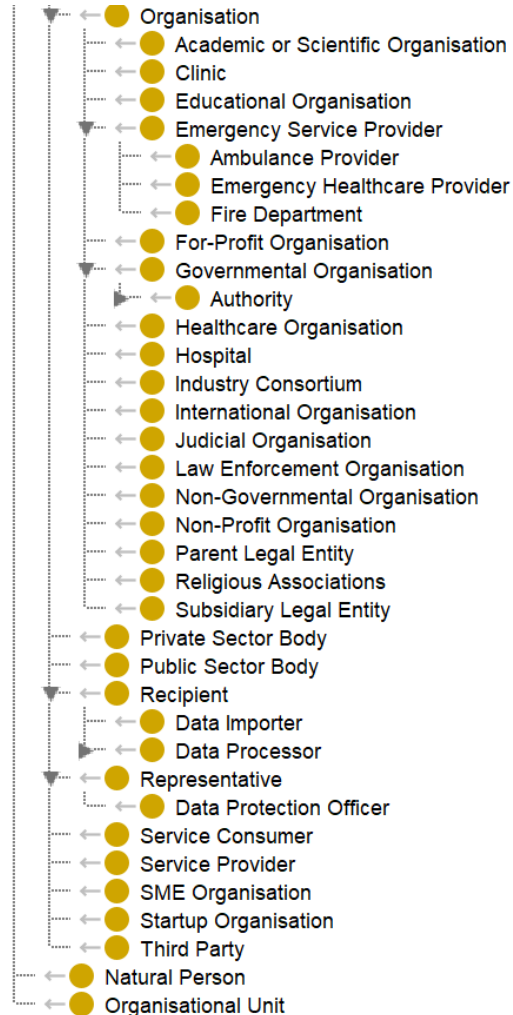 Organisation
Academic or Scientific Organisation
Clinic
Educational Organisation
Emergency Service Provider
Ambulance Provider
Emergency Healthcare Provider
Fire Department
For-Profit Organisation
Governmental Organisation
Authority
Healthcare Organisation
Hospital
Industry Consortium
International Organisation
Judicial Organisation
Law Enforcement Organisation
Non-Governmental Organisation
Non-Profit Organisation
Parent Legal Entity
Religious Associations
Subsidiary Legal Entity
Private Sector Body
Public Sector Body
Recipient
Data Importer
Data Processor
Representative
Data Protection Officer
Service Consumer
Service Provider
SME Organisation
Startup Organisation
Third Party
Natural Person
Organisational Unit